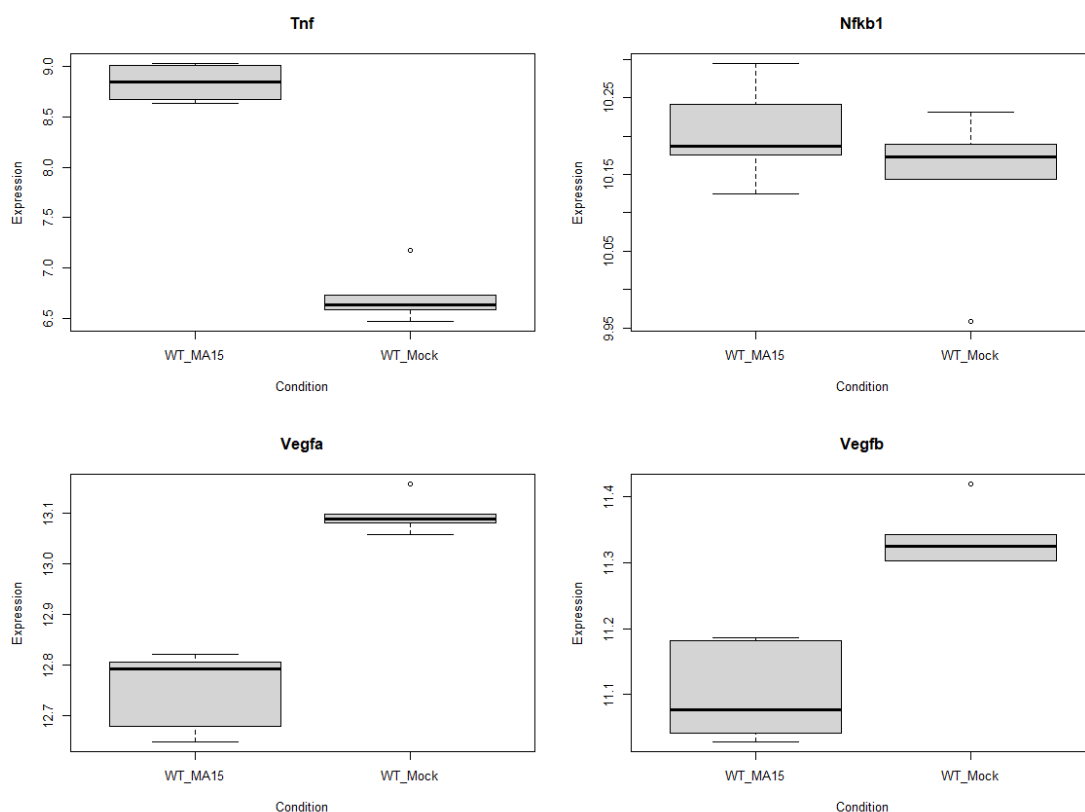 Tnf
Expression
9.0
8.5
8.0
7.5
7.0
6.5
WT_MA15 WT_Mock
Condition
Nfkb1
Expression
10.25
10.15
10.05
9.95
WT_MA15 WT_Mock
Condition
Vegfa
Expression
13.1
13.0
12.9
12.8
12.7
WT_MA15 WT_Mock
Condition
Vegfb
Expression
11.4
11.3
11.2
11.1
WT_MA15 WT_Mock
Condition